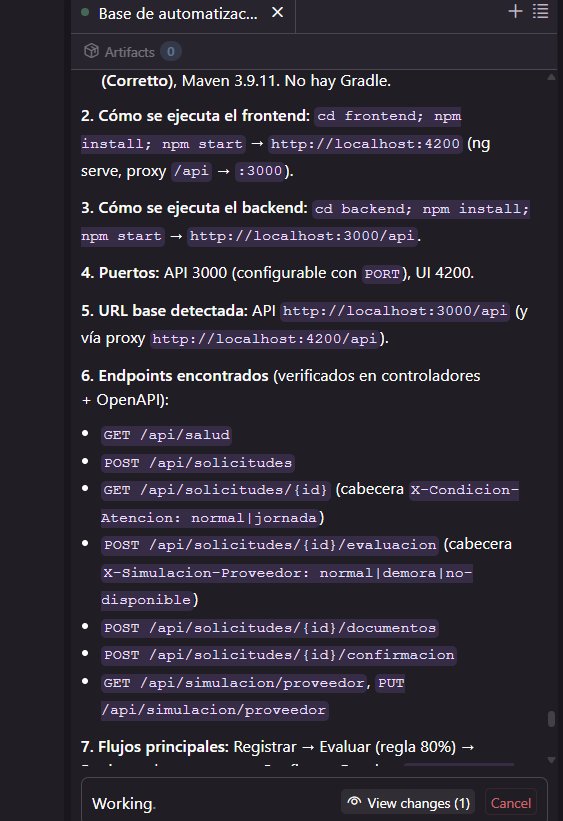 Base de automatizac...
Artifacts 0
(Corretto), Maven 3.9.11. No hay Gradle.
2. Cómo se ejecuta el frontend: cd frontend; npm
install; npm start → http://localhost:4200 (ng
serve, proxy /api → :3000).
3. Cómo se ejecuta el backend: cd backend; npm install;
npm start → http://localhost:3000/api.
4. Puertos: API 3000 (configurable con PORT), UI 4200.
5. URL base detectada: API http://localhost:3000/api (y
vía proxy http://localhost:4200/api).
6. Endpoints encontrados (verificados en controladores
+ OpenAPI):
• GET /api/salud
• POST /api/solicitudes
• GET /api/solicitudes/{id} (cabecera X-Condicion-
Atencion: normal|jornada)
• POST /api/solicitudes/{id}/evaluacion (cabecera
X-Simulacion-Proveedor: normal|demora|no-
disponible)
• POST /api/solicitudes/{id}/documentos
• POST /api/solicitudes/{id}/confirmacion
• GET /api/simulacion/proveedor, PUT
/api/simulacion/proveedor
7. Flujos principales: Registrar → Evaluar (regla 80%) →
Working.
View changes (1)
Cancel